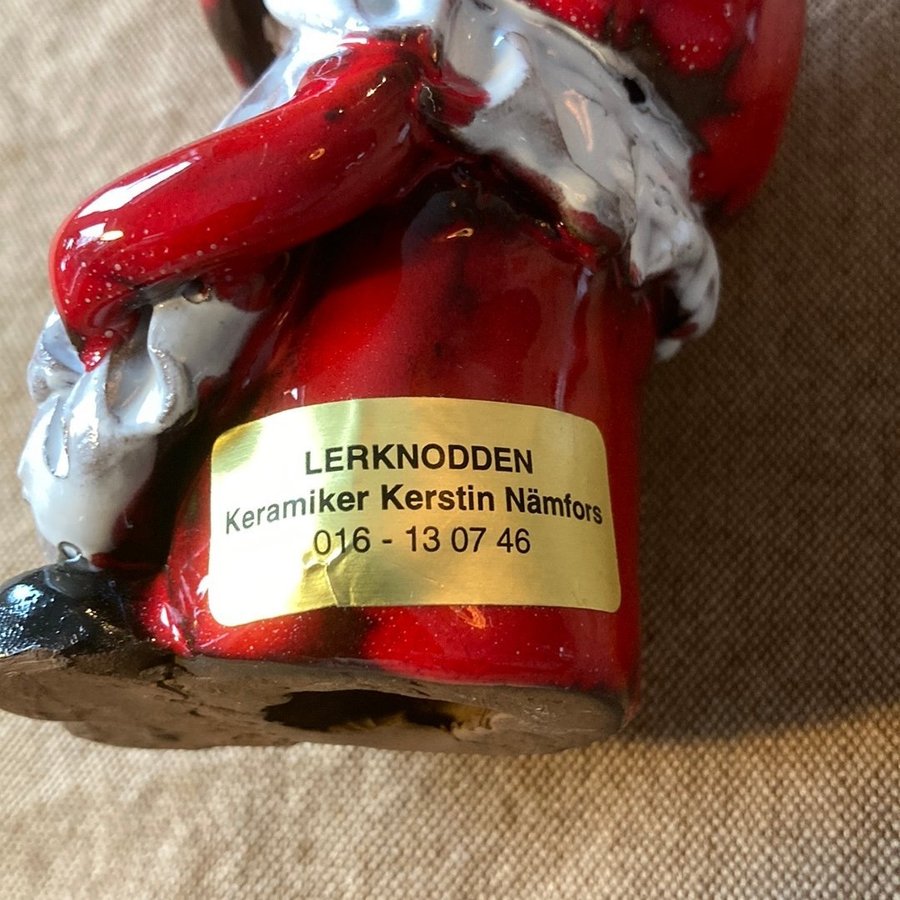 LERKNODDEN
Keramiker Kerstin Nämfors
016 - 13 07 46